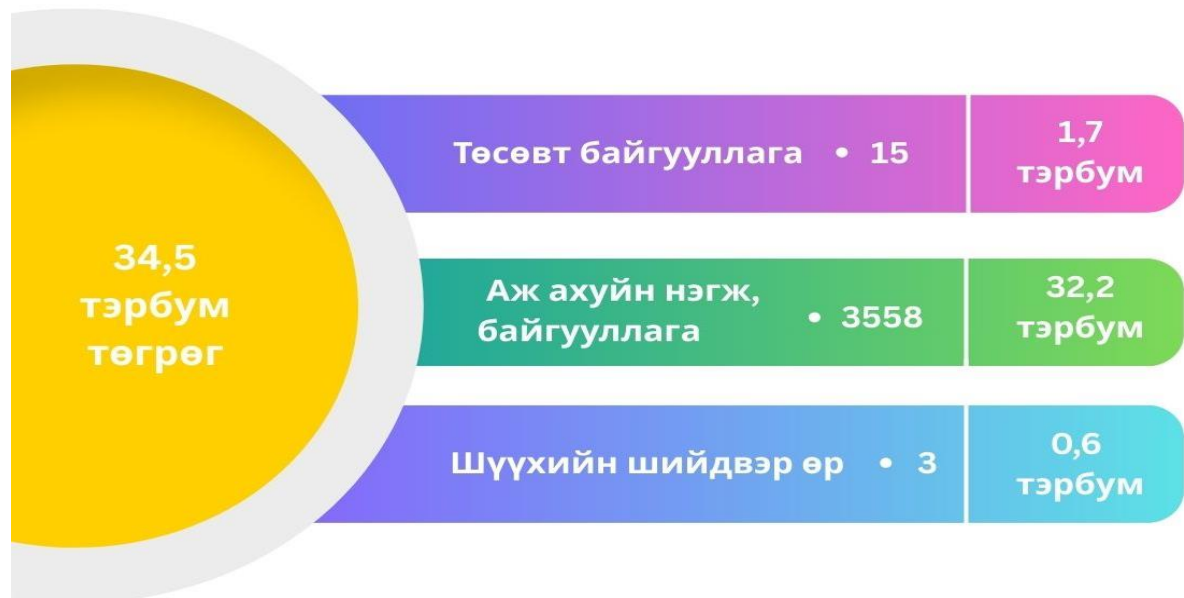 34,5
тэрбум
төгрөг
Төсөвт байгууллага • 15
1,7
тэрбум
Аж ахуйн нэгж,
байгууллага • 3558
32,2
тэрбум
Шүүхийн шийдвэр өр • 3
0,6
тэрбум